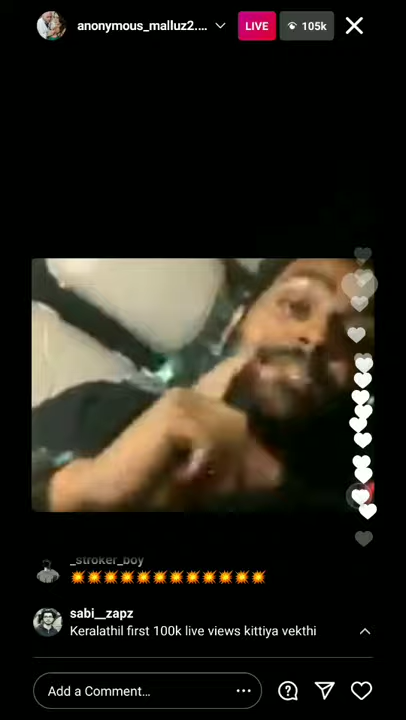 anonymous_malluz2.... LIVE 105k
_stroker_boy
💥💥💥💥💥💥💥💥💥💥💥💥
sabi__zapz
Keralathil first 100k live views kittiya vekthi
Add a Comment...